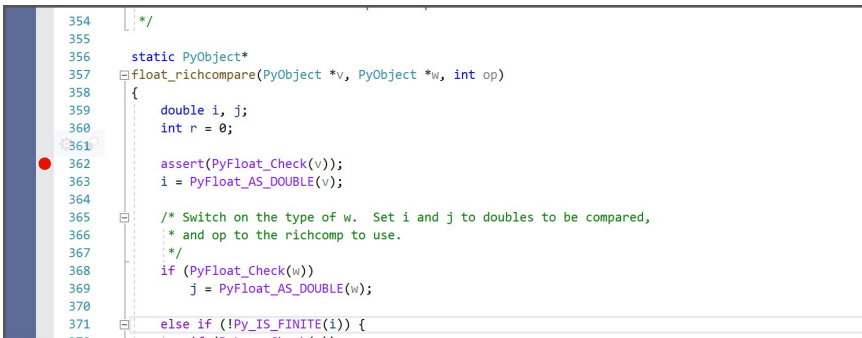 354 */
355
356 static PyObject*
357 float_richcompare(PyObject *v, PyObject *w, int op)
358 {
359 double i, j;
360 int r = 0;
361
362 assert(PyFloat_Check(v));
363 i = PyFloat_AS_DOUBLE(v);
364
365 /* Switch on the type of w.  Set i and j to doubles to be compared,
366 * and op to the richcomp to use.
367 */
368 if (PyFloat_Check(w))
369 j = PyFloat_AS_DOUBLE(w);
370
371 else if (!Py_IS_FINITE(i)) {